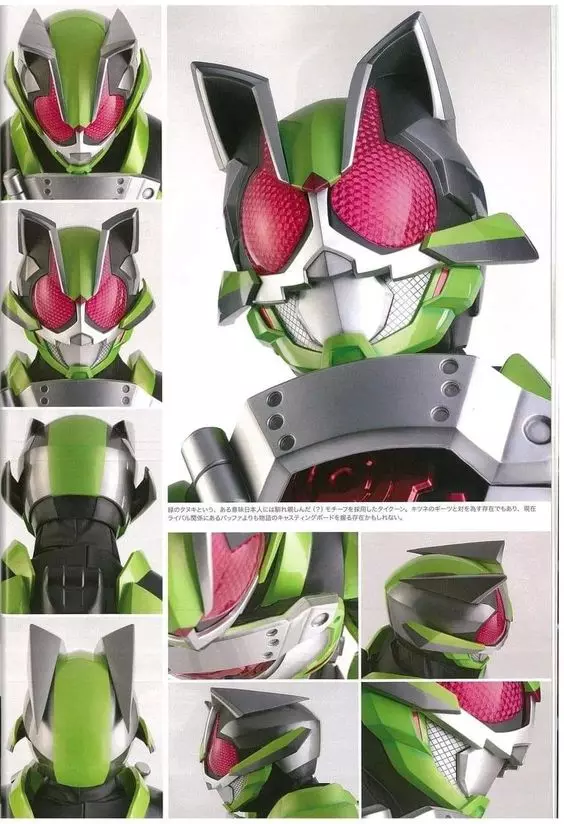 緑のタヌキという、ある意味日本人には馴れ親しんだ（？）モチーフを採用したタイクーン。キツネのギーツと対を為す存在でもあり、現在
ライバル関係にあるバッファよりも物語のキャスティングボードを握る存在かもしれない。